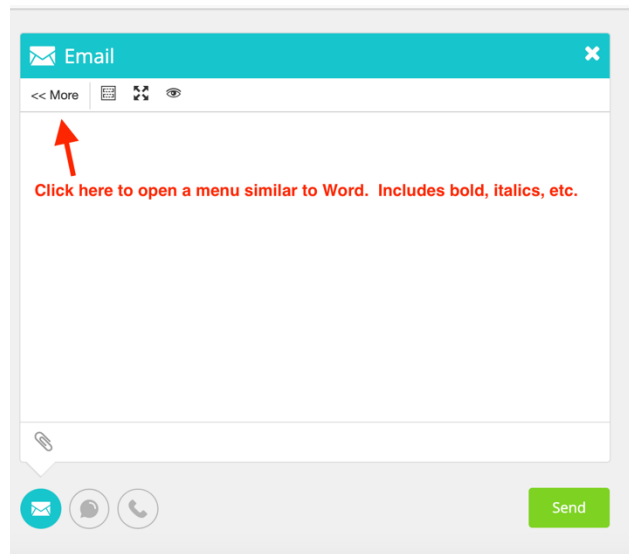 Email
<< More
Click here to open a menu similar to Word. Includes bold, italics, etc.
Send